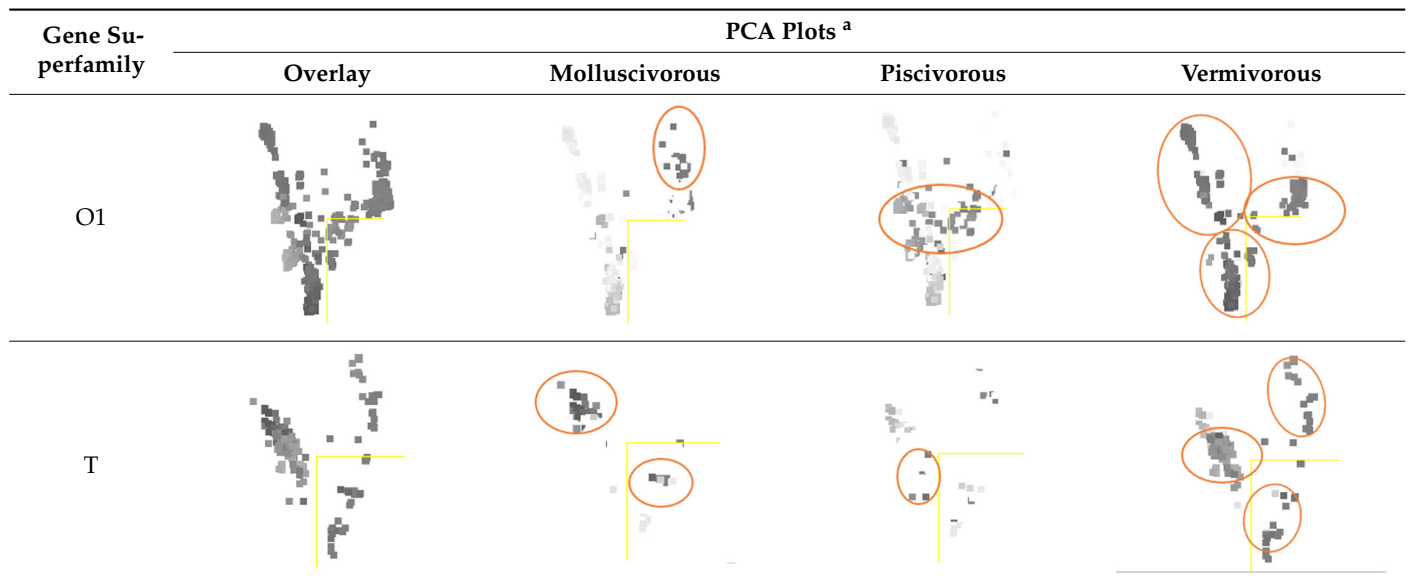 Gene Su-
perfamily
PCA Plots a
Overlay Molluscivorous Piscivorous Vermivorous
O1
T